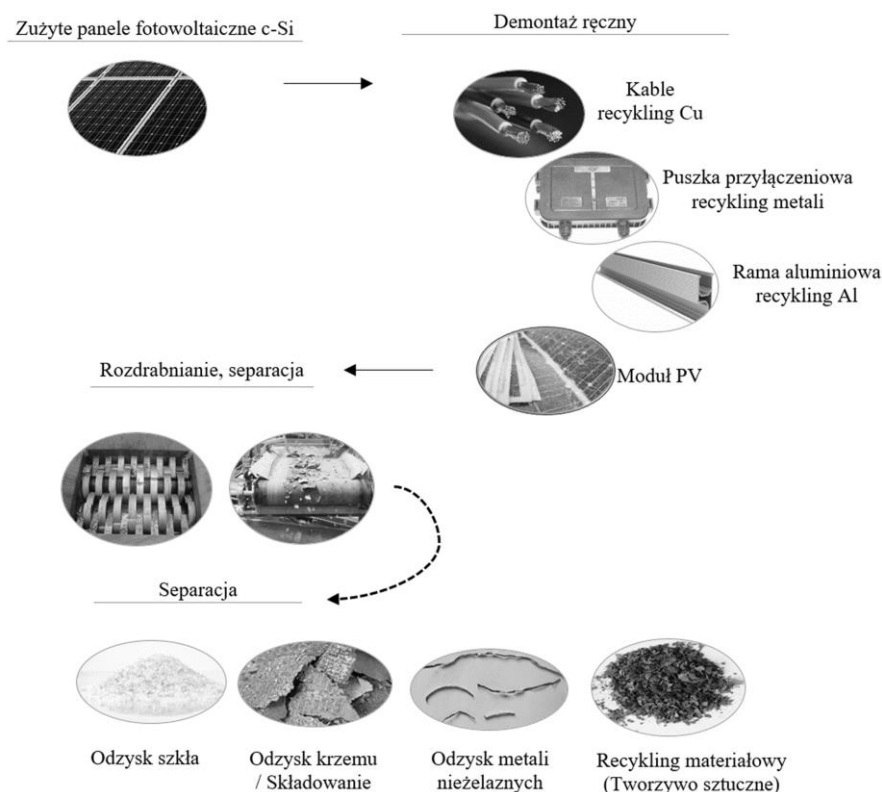 Zużyte panele fotowoltaiczne c-Si
Demontaż ręczny
Kable
recykling Cu
Puszka przyłączeniowa
recykling metali
Rama aluminiowa
recykling Al
Moduł PV
Rozdrabnianie, separacja
Separacja
Odzysk szkła
Odzysk krzemu
/ Składowanie
Odzysk metali
nieżelaznych
Recykling materiałowy
(Tworzywo sztuczne)